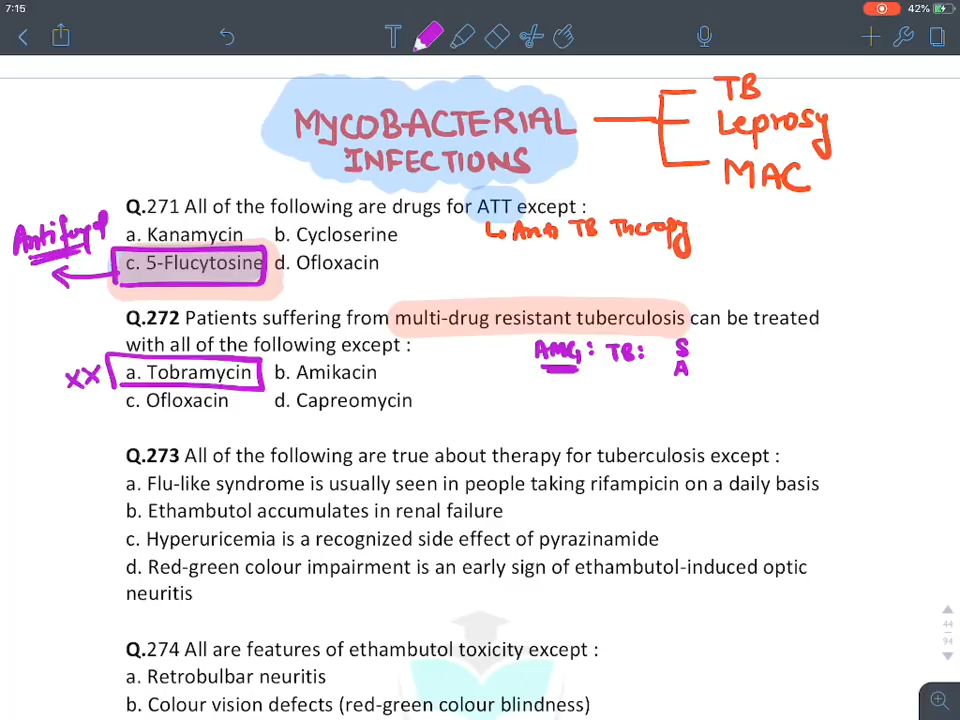 7:15
42%
T
TB
MYCOBACTERIAL
Leprosy
INFECTIONS
MAC
Q.271 All of the following are drugs for ATT except :
Anti TB Therapy
Antifungal
a. Kanamycin b. Cycloserine
c. 5-Flucytosine d. Ofloxacin
Q.272 Patients suffering from multi-drug resistant tuberculosis can be treated
with all of the following except :
AMG: TB: S
A
XX a. Tobramycin b. Amikacin
c. Ofloxacin d. Capreomycin
Q.273 All of the following are true about therapy for tuberculosis except :
a. Flu-like syndrome is usually seen in people taking rifampicin on a daily basis
b. Ethambutol accumulates in renal failure
c. Hyperuricemia is a recognized side effect of pyrazinamide
d. Red-green colour impairment is an early sign of ethambutol-induced optic
neuritis
44
94
Q.274 All are features of ethambutol toxicity except :
a. Retrobulbar neuritis
b. Colour vision defects (red-green colour blindness)